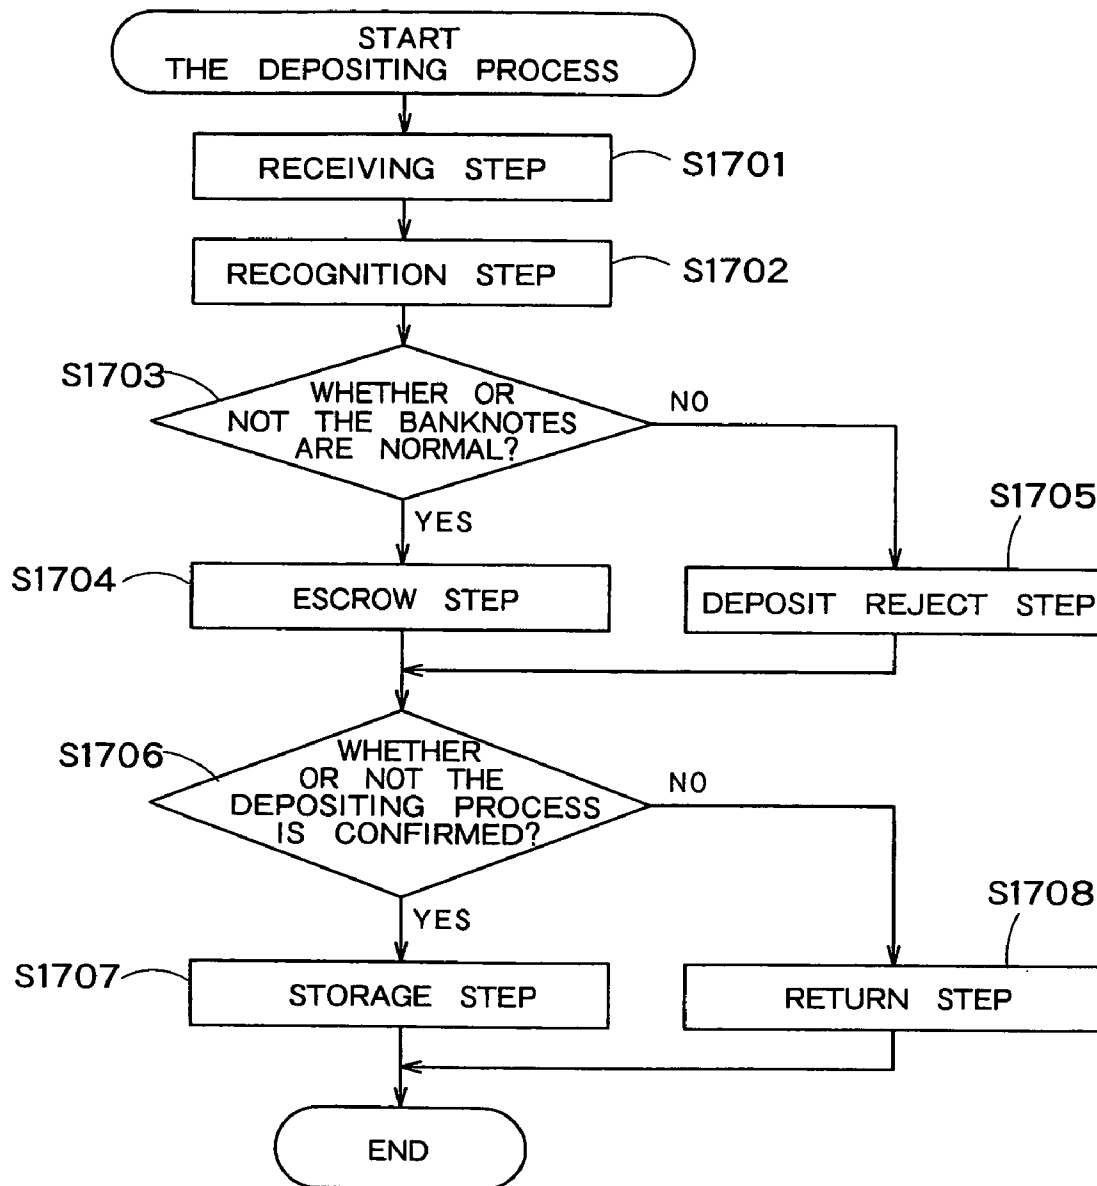 START
THE DEPOSITING PROCESS
RECEIVING STEP
S1701
RECOGNITION STEP
S1702
S1703
WHETHER OR
NOT THE BANKNOTES
ARE NORMAL?
NO
YES
S1705
S1704
ESCROW STEP
DEPOSIT REJECT STEP
S1706
WHETHER
OR NOT THE
DEPOSITING PROCESS
IS CONFIRMED?
NO
YES
S1708
S1707
STORAGE STEP
RETURN STEP
END